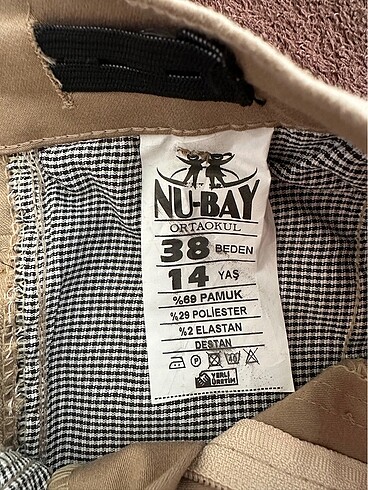 NU-BAY
ORTAOKUL
38 BEDEN
14 YAŞ
%69 PAMUK
%29 POLİESTER
%2 ELASTAN
DESTAN
P
YERLİ
ÜRETİM